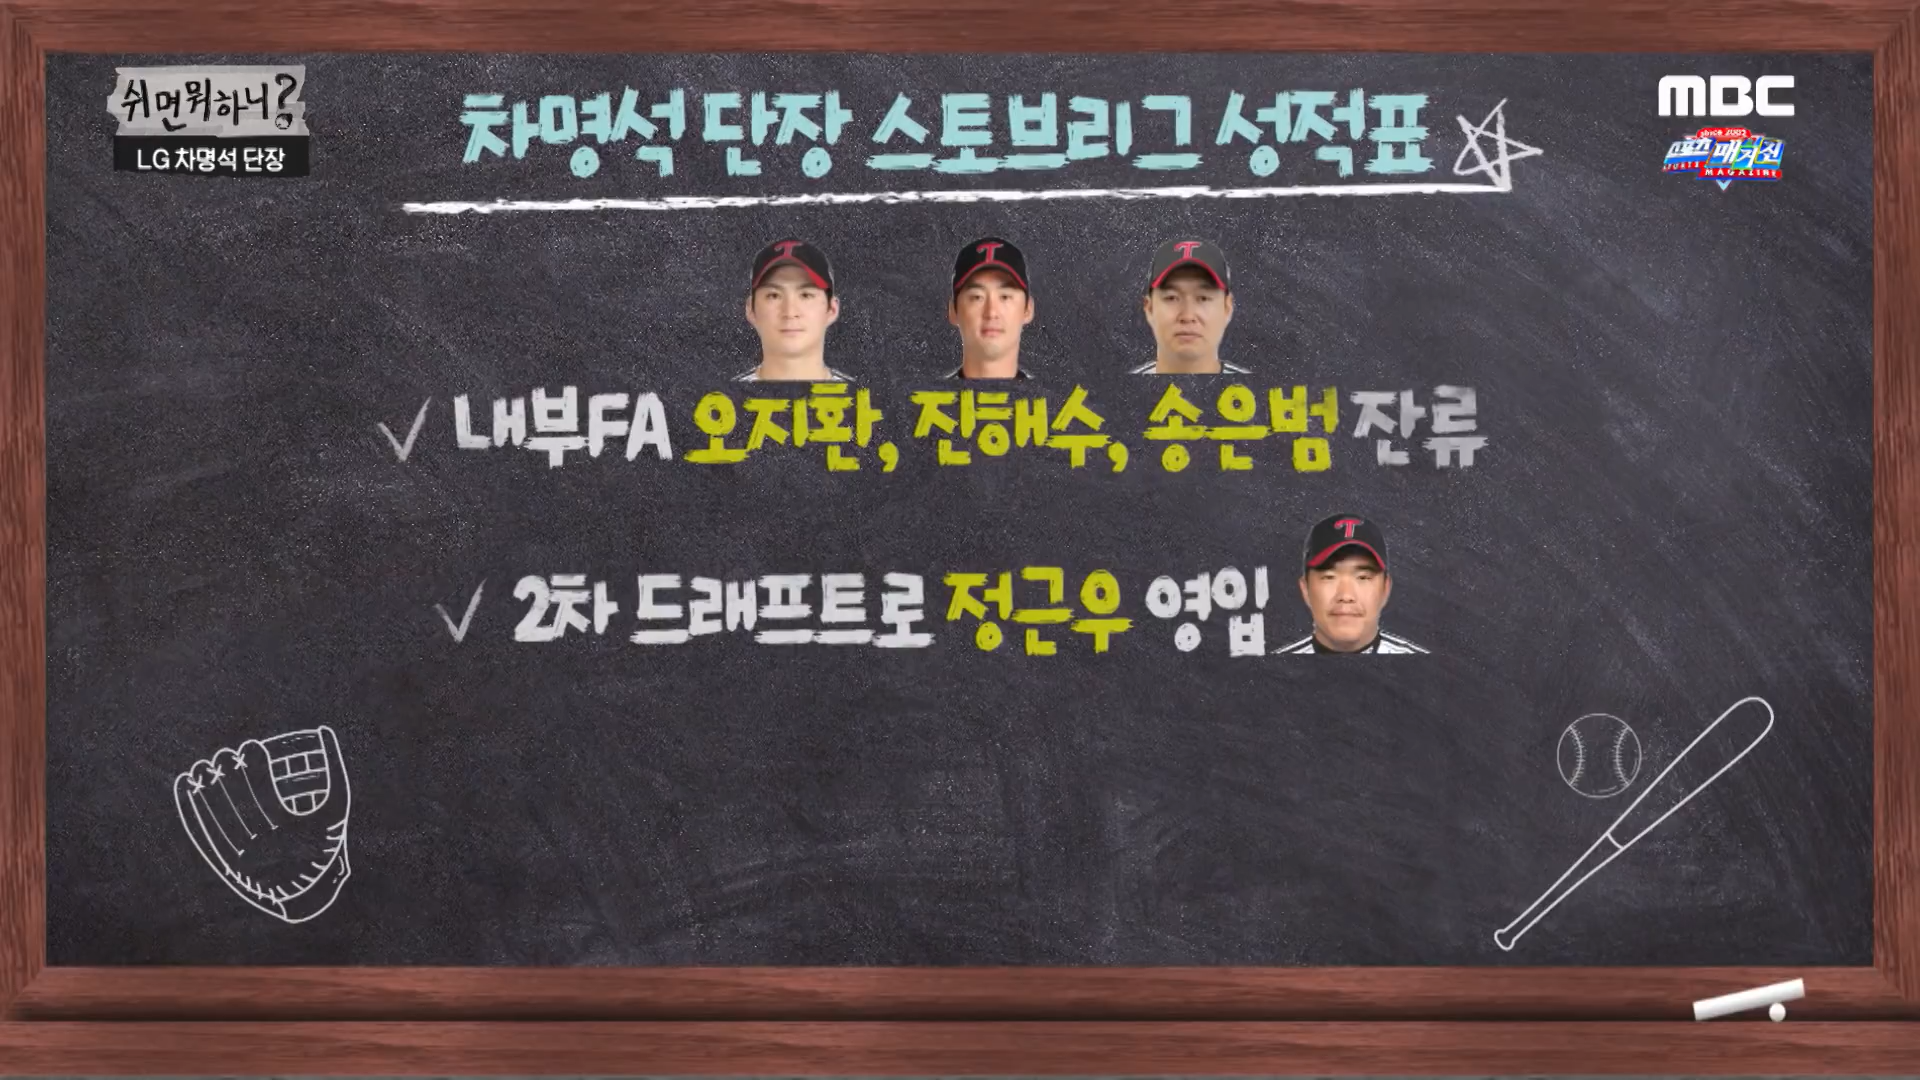 쉬면뭐하니?
LG 차명석 단장
차명석 단장 스토브리그 성적표
MBC
since 2002
스포츠 매거진
SPORTS MAGAZINE
내부FA 오지환, 진해수, 송은범 잔류
2차 드래프트로 정근우 영입